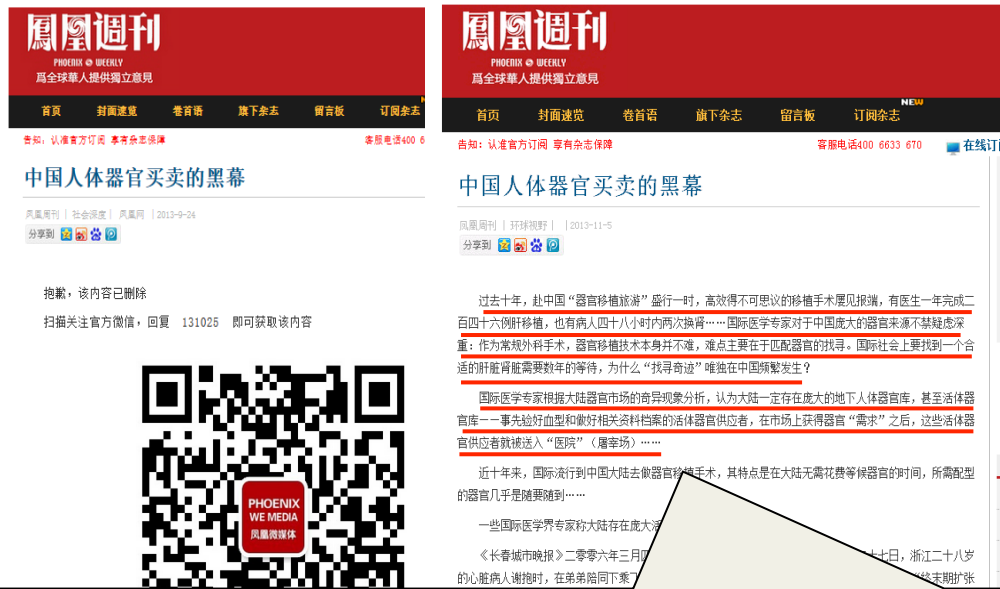 鳳凰週刊
PHOENIX WEEKLY
爲全球華人提供獨立意見
首页 封面速览 卷首语 旗下杂志 留言板 订阅杂志
告知：认准官方订阅 享有杂志保障 客服电话400 6
中国人体器官买卖的黑幕
凤凰周刊 | 社会深度 | 凤凰网 | 2013-9-24
分享到
抱歉，该内容已删除
扫描关注官方微信，回复 131025 即可获取该内容
PHOENIX
WE MEDIA
凤凰微媒体
鳳凰週刊
PHOENIX WEEKLY
爲全球華人提供獨立意見
NEW
首页 封面速览 卷首语 旗下杂志 留言板 订阅杂志
告知：认准官方订阅 享有杂志保障 客服电话400 6633 670 在线订
中国人体器官买卖的黑幕
凤凰周刊 | 环球视野 | | 2013-11-5
分享到
过去十年，赴中国“器官移植旅游”盛行一时，高效得不可思议的移植手术屡见报端，有医生一年完成二
百四十六例肝移植，也有病人四十八小时内两次换肾……国际医学专家对于中国庞大的器官来源不禁疑虑深
重：作为常规外科手术，器官移植技术本身并不难，难点主要在于匹配器官的找寻。国际社会上要找到一个合
适的肝脏肾脏需要数年的等待，为什么“找寻奇迹”唯独在中国频繁发生？
国际医学专家根据大陆器官市场的奇异现象分析，认为大陆一定存在庞大的地下人体器官库，甚至活体器
官库——事先验好血型和做好相关资料档案的活体器官供应者，在市场上获得器官“需求”之后，这些活体器
官供应者就被送入“医院”（屠宰场）……
近十年来，国际流行到中国大陆去做器官移植手术，其特点是在大陆无需花费等候器官的时间，所需配型
的器官几乎是随要随到……
一些国际医学界专家称大陆存在庞大活
《长春城市晚报》二零零六年三月 十七日，浙江二十八岁
的心脏病人谢抱时，在弟弟陪同下乘 终末期扩张